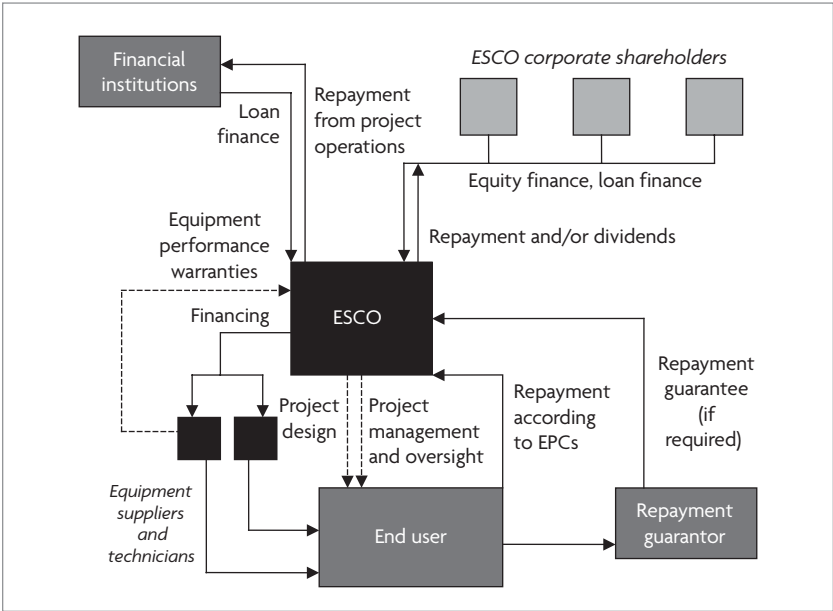 Financial
institutions
ESCO corporate shareholders
Loan
finance
Repayment
from project
operations
Equity finance, loan finance
Equipment
performance
warranties
Repayment and/or dividends
Financing
ESCO
Project
design
Project
management
and oversight
Repayment
according
to EPCs
Repayment
guarantee
(if
required)
Equipment
suppliers
and
technicians
End user
Repayment
guarantor